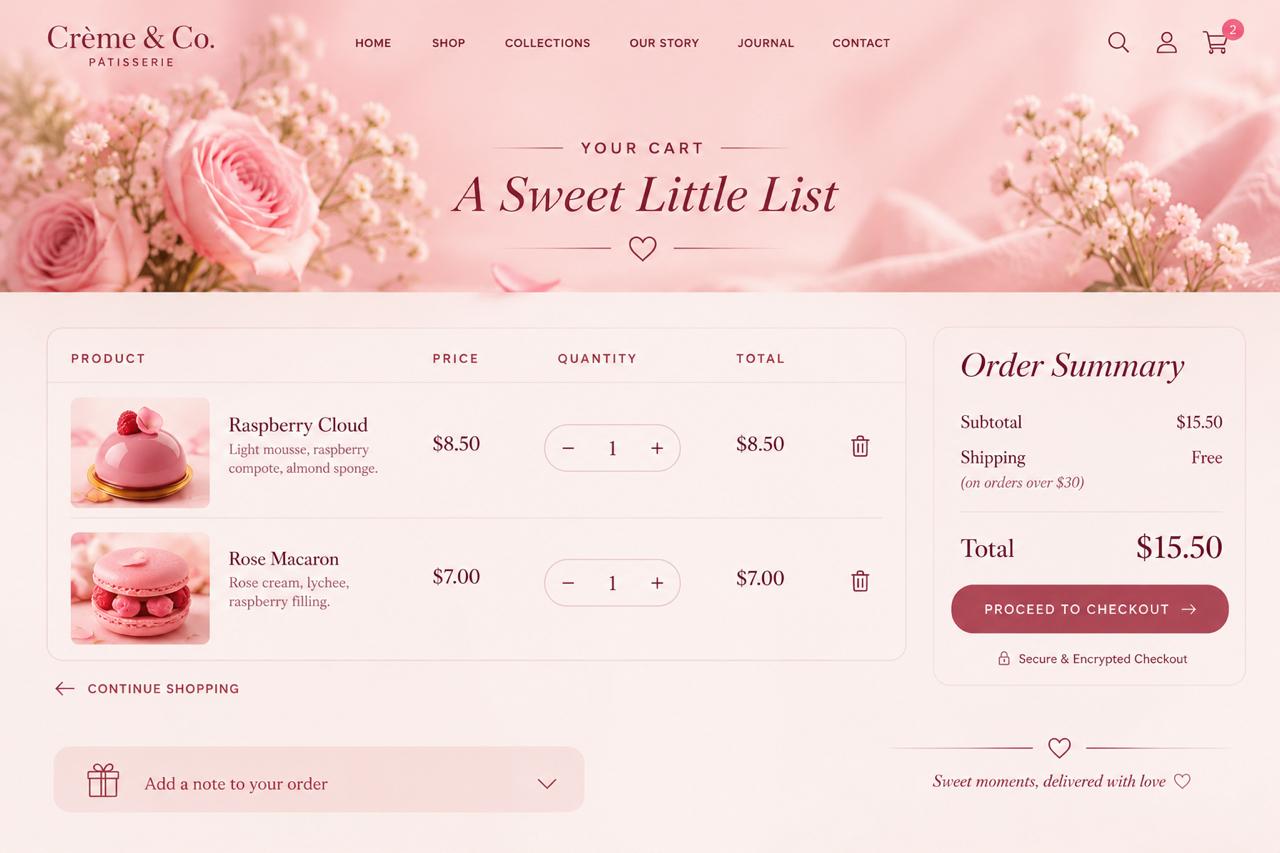 Crème & Co.
PÂTISSERIE
HOME
SHOP
COLLECTIONS
OUR STORY
JOURNAL
CONTACT
2
YOUR CART
A Sweet Little List
PRODUCT
PRICE
QUANTITY
TOTAL
Raspberry Cloud
Light mousse, raspberry
compote, almond sponge.
$8.50
− 1 +
$8.50
Rose Macaron
Rose cream, lychee,
raspberry filling.
$7.00
− 1 +
$7.00
CONTINUE SHOPPING
Add a note to your order
Order Summary
Subtotal $15.50
Shipping Free
(on orders over $30)
Total $15.50
PROCEED TO CHECKOUT →
Secure & Encrypted Checkout
Sweet moments, delivered with love ♡